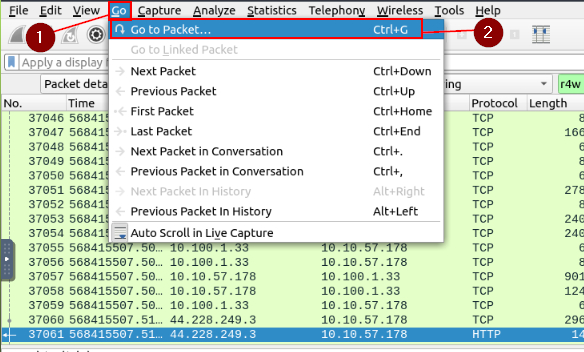 File Edit View Go Capture Analyze Statistics Telephony Wireless Tools Help
1
Go to Packet... Ctrl+G
2
Go to Linked Packet
Apply a display f
Next Packet Ctrl+Down
Packet deta ing r4w
Previous Packet Ctrl+Up
No. Time Protocol Length
First Packet Ctrl+Home
Last Packet Ctrl+End
Next Packet in Conversation Ctrl+.
Previous Packet in Conversation Ctrl+,
Next Packet In History Alt+Right
Previous Packet In History Alt+Left
Auto Scroll in Live Capture
37046 568415 TCP 8
37047 568415 TCP 166
37048 568415 TCP 6
37049 568415 TCP 6
37050 568415 TCP 6
37051 568415 TCP 278
37052 568415 TCP 8
37053 568415 TCP 240
37054 568415 TCP 240
37055 568415507.50… 10.100.1.33 10.10.57.178 TCP 6
37056 568415507.50… 10.100.1.33 10.10.57.178 TCP 6
37057 568415507.50… 10.10.57.178 10.100.1.33 TCP 901
37058 568415507.50… 10.10.57.178 10.100.1.33 TCP 124
37059 568415507.50… 10.100.1.33 10.10.57.178 TCP 6
37060 568415507.51… 44.228.249.3 10.10.57.178 TCP 296
37061 568415507.51… 44.228.249.3 10.10.57.178 HTTP 14